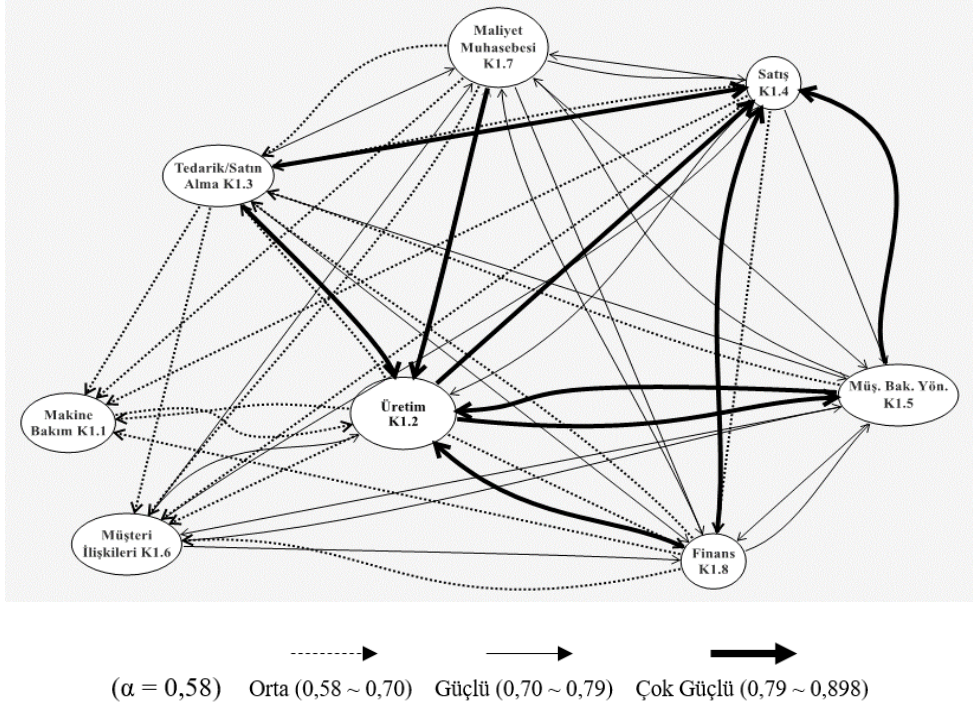 Maliyet
Muhasebesi
K1.7
Satış
K1.4
Tedarik/Satın
Alma K1.3
Müş. Bak. Yön.
K1.5
Üretim
K1.2
Makine
Bakım K1.1
Müşteri
İlişkileri K1.6
Finans
K1.8
(α = 0,58) Orta (0,58 ~ 0,70) Güçlü (0,70 ~ 0,79) Çok Güçlü (0,79 ~ 0,898)